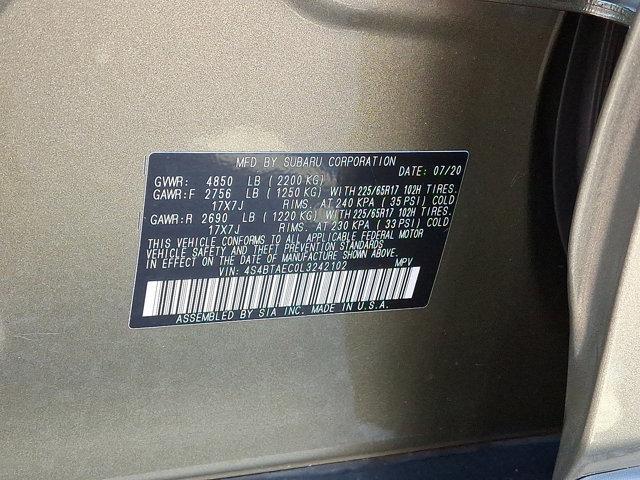 MFD BY SUBARU CORPORATION
DATE: 07/20
GVWR: 4850 LB (2200 KG)
GAWR:F 2756 LB (1250 KG) WITH 225/65R17 102H TIRES.
17X7J RIMS. AT 240 KPA (35 PSI) COLD
GAWR:R 2690 LB (1220 KG) WITH 225/65R17 102H TIRES.
17X7J RIMS. AT 230 KPA (33 PSI) COLD
THIS VEHICLE CONFORMS TO ALL APPLICABLE FEDERAL MOTOR
VEHICLE SAFETY AND BUMPER STANDARDS
IN EFFECT ON THE DATE OF MANUFACTURE SHOWN ABOVE.
VIN: 4S4BTAEC0L3242102 MPV
ASSEMBLED BY SIA INC. MADE IN U.S.A.